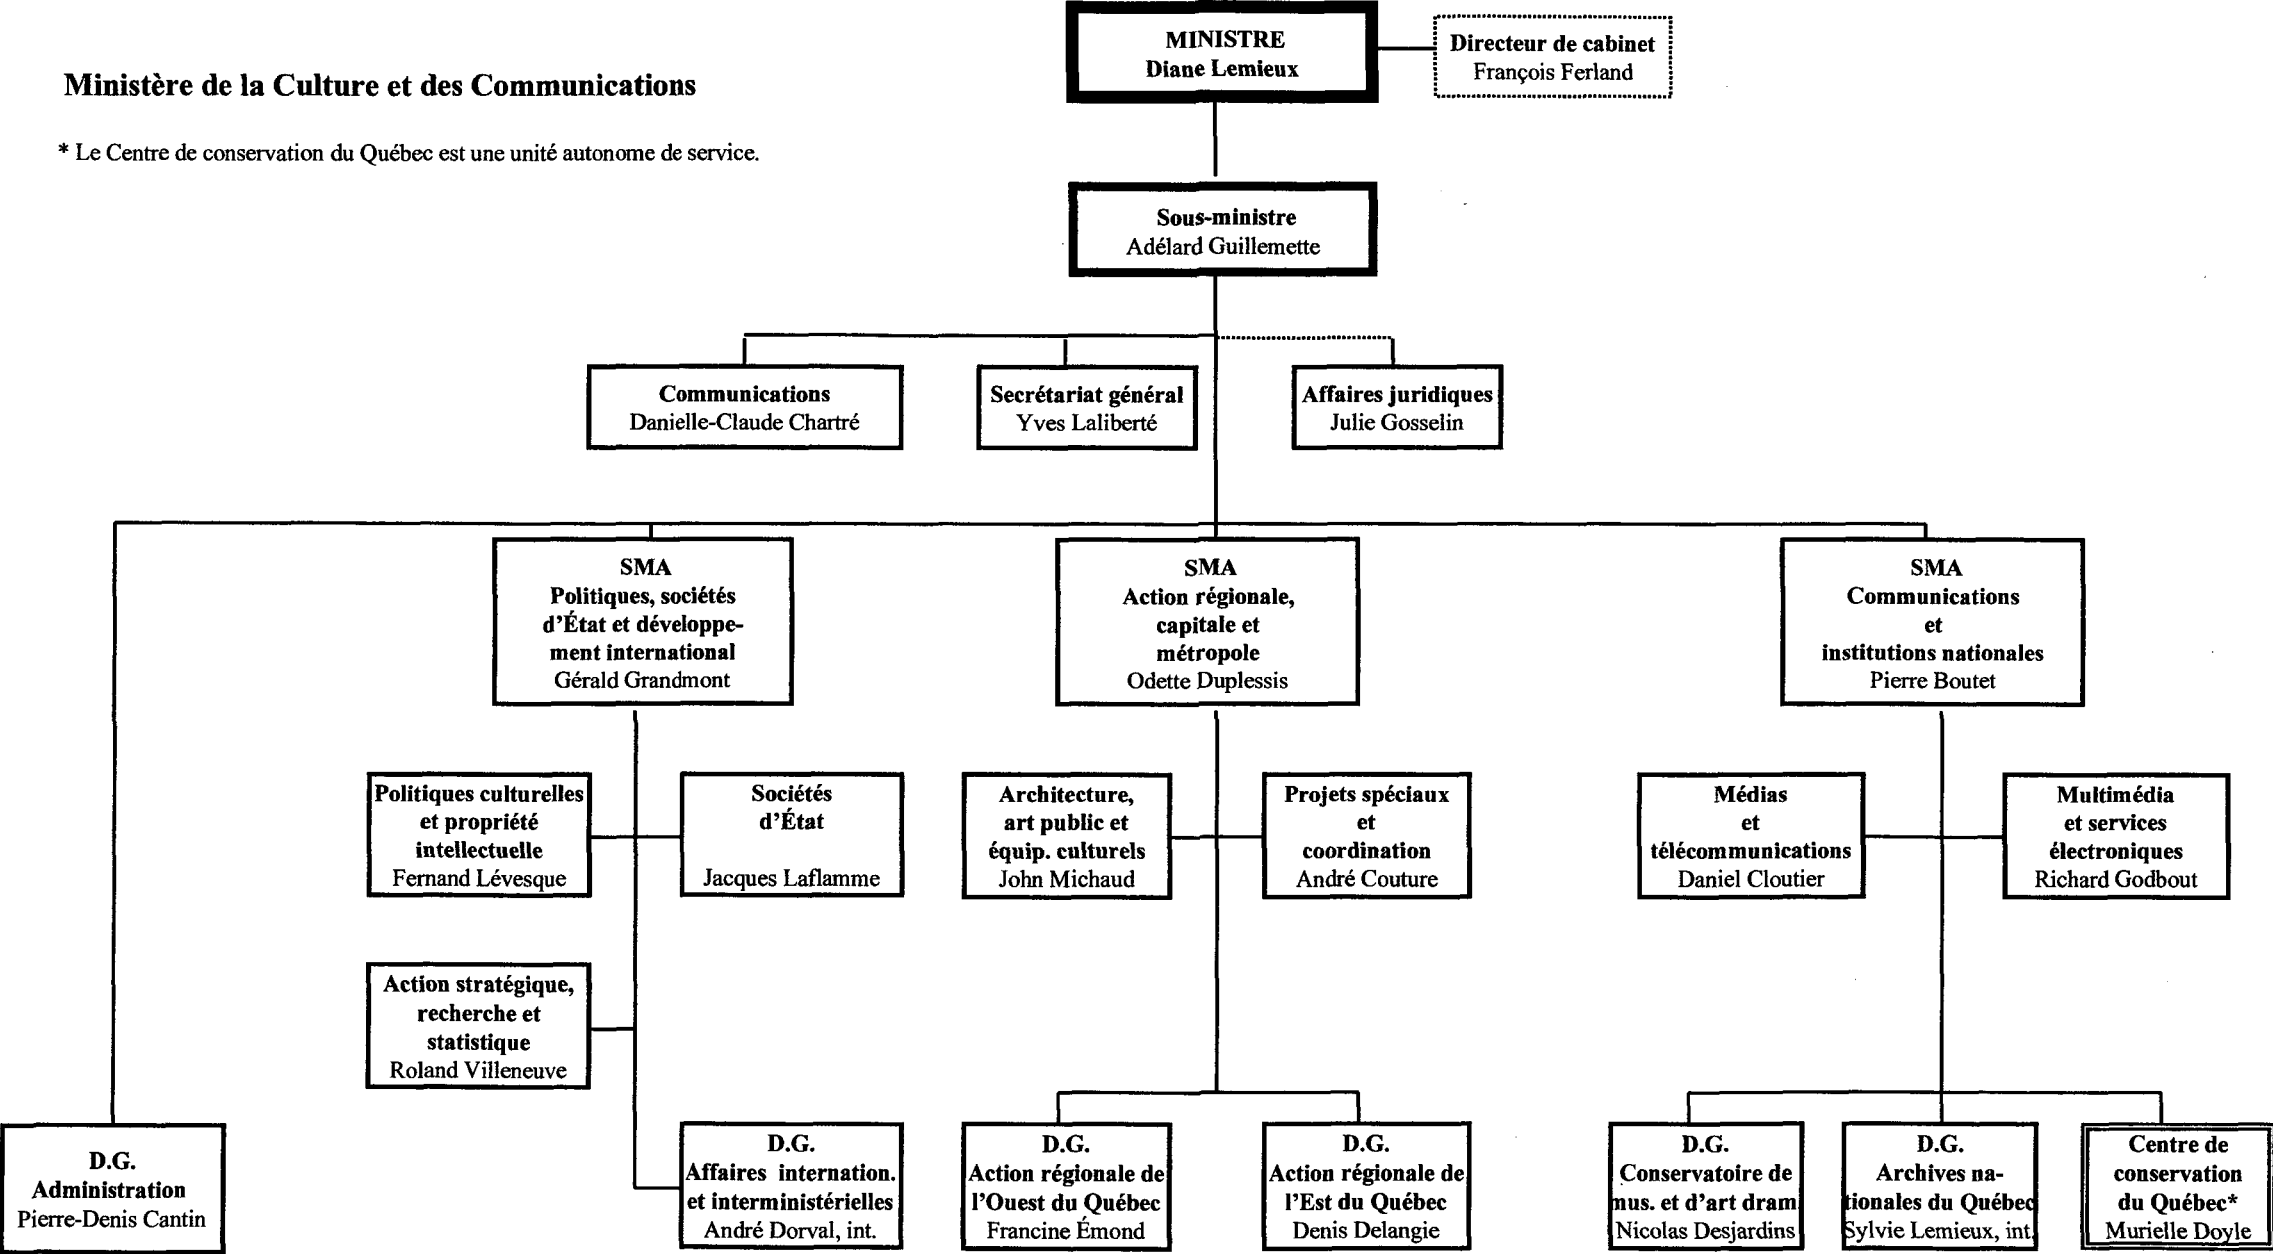 MINISTRE
Diane Lemieux
Directeur de cabinet
François Ferland
Ministère de la Culture et des Communications
* Le Centre de conservation du Québec est une unité autonome de service.
Sous-ministre
Adélard Guillemette
Communications
Danielle-Claude Chartré
Secrétariat général
Yves Laliberté
Affaires juridiques
Julie Gosselin
SMA
Politiques, sociétés
d'État et développe-
ment international
Gérald Grandmont
SMA
Action régionale,
capitale et
métropole
Odette Duplessis
SMA
Communications
et
institutions nationales
Pierre Boutet
Politiques culturelles
et propriété
intellectuelle
Fernand Lévesque
Sociétés
d'État
Jacques Laflamme
Architecture,
art public et
équip. culturels
John Michaud
Projets spéciaux
et
coordination
André Couture
Médias
et
télécommunications
Daniel Cloutier
Multimédia
et services
électroniques
Richard Godbout
Action stratégique,
recherche et
statistique
Roland Villeneuve
D.G.
Administration
Pierre-Denis Cantin
D.G.
Affaires internation.
et interministérielles
André Dorval, int.
D.G.
Action régionale de
l'Ouest du Québec
Francine Émond
D.G.
Action régionale de
l'Est du Québec
Denis Delangie
D.G.
Conservatoire de
mus. et d'art dram
Nicolas Desjardins
D.G.
Archives na-
tionales du Québec
Sylvie Lemieux, int
Centre de
conservation
du Québec*
Murielle Doyle